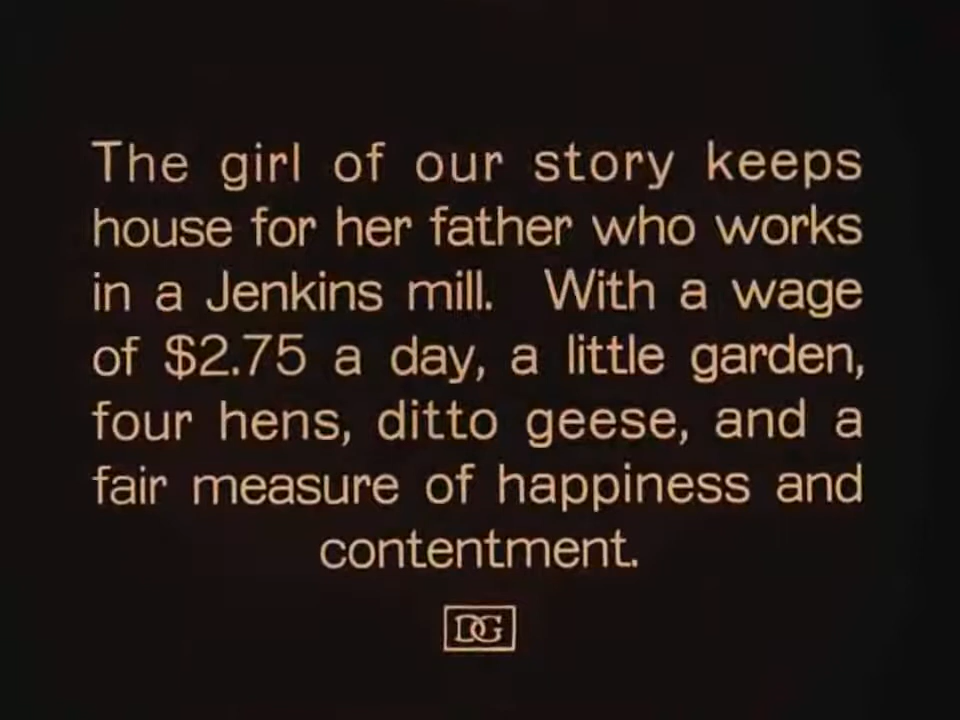 The girl of our story keeps
house for her father who works
in a Jenkins mill. With a wage
of $2.75 a day, a little garden,
four hens, ditto geese, and a
fair measure of happiness and
contentment.
DG